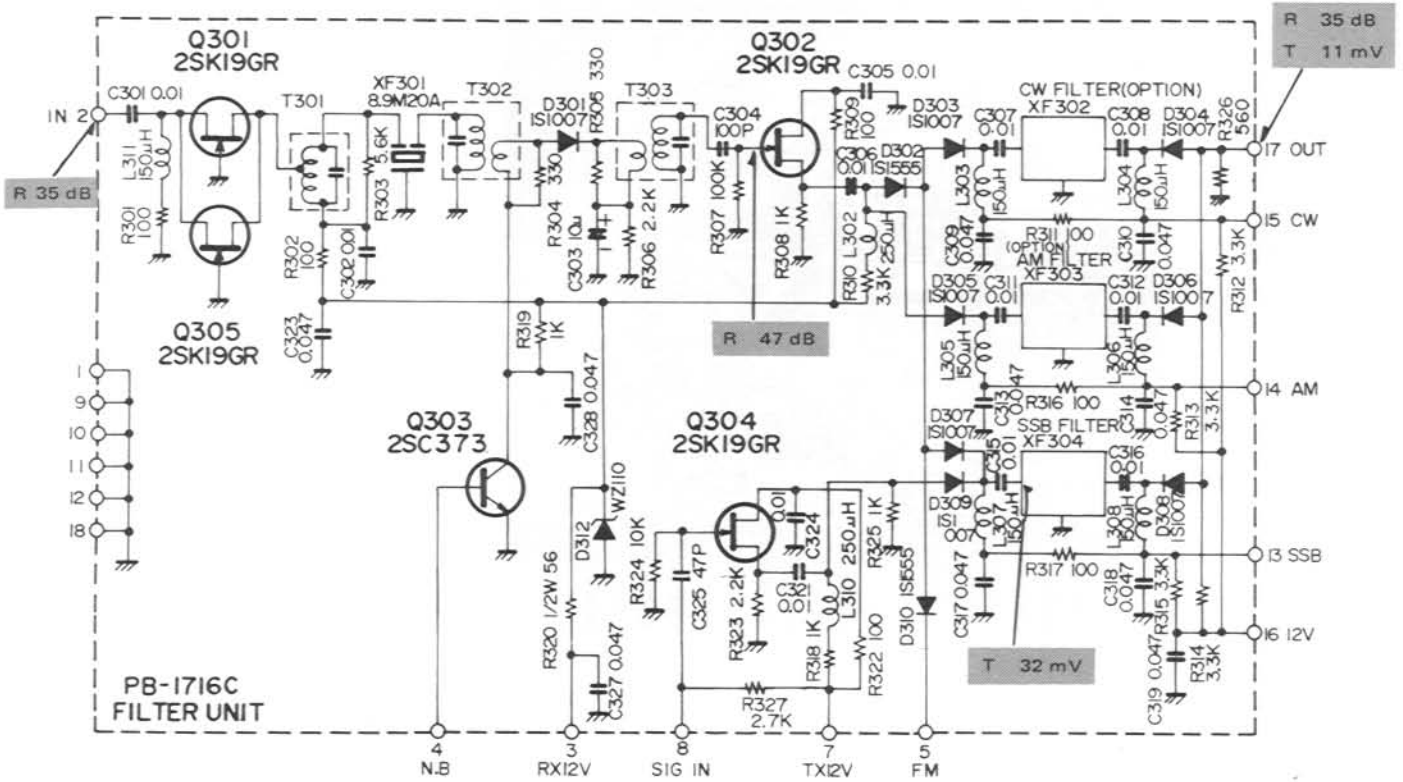 R 35 dB
T 11 mV
Q301
2SK19GR
Q302
2SK19GR
C301 0.01
IN 2
L311
150μH
R301
100
R 35 dB
T301
XF301
8.9M20A
5.6K
R303
T302
D301
1S1007
R305 330
T303
330
R304
C303 10μ
+
R306 2.2K
C304
100P
R307 100K
C305 0.01
R309
100
C306
0.01
D302
1S1555
R308 1K
L302
250μH
R310
3.3K
R302
100
C302 0.01
C323
0.047
Q305
2SK19GR
R 47 dB
CW FILTER(OPTION)
XF302
D303
1S1007
C307
0.01
C308
0.01
D304
1S1007
R326
560
17 OUT
L303
150μH
L304
150μH
15 CW
C309
0.047
R311 100
C310
0.047
R312 3.3K
(OPTION)
AM FILTER
XF303
D305
1S1007
C311
0.01
C312
0.01
D306
1S1007
L305
150μH
L306
150μH
14 AM
C313
0.047
R316 100
C314
0.047
R313
3.3K
SSB FILTER
XF304
D307
1S1007
C315
0.01
C316
0.01
D309
1S1
007
L307
150μH
L308
150μH
D308
1S1007
13 SSB
C317 0.047
R317 100
C318
0.047
R315 3.3K
16 12V
C319 0.047
R314
3.3K
T 32 mV
1
9
10
11
12
18
R319
1K
C328 0.047
Q303
2SC373
WZ110
D312
R320 1/2W 56
C327 0.047
Q304
2SK19GR
R324 10K
C325 47P
R323 2.2K
0.01
C324
C321
0.01
L310 250μH
R318 1K
R322 100
R325 1K
D310 1S1555
R327
2.7K
PB-1716C
FILTER UNIT
4
N.B
3
RX12V
8
SIG IN
7
TX12V
5
FM